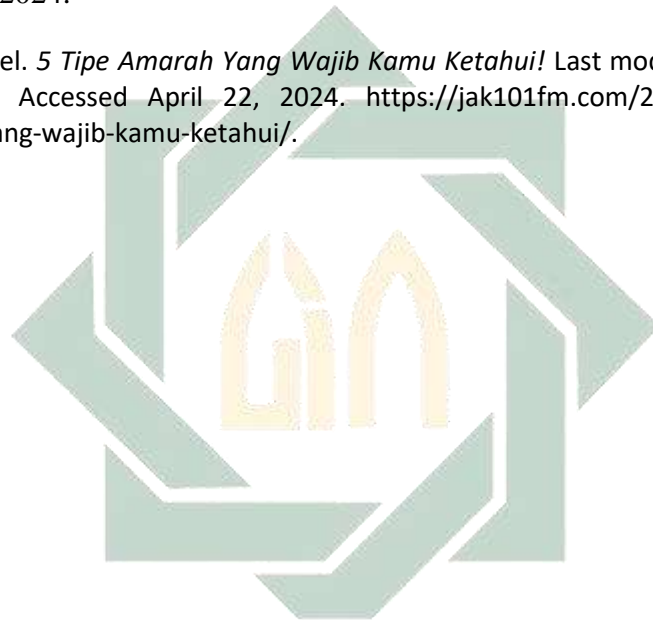 2024.
el. 5 Tipe Amarah Yang Wajib Kamu Ketahui! Last mod
Accessed April 22, 2024. https://jak101fm.com/2
ang-wajib-kamu-ketahui/.